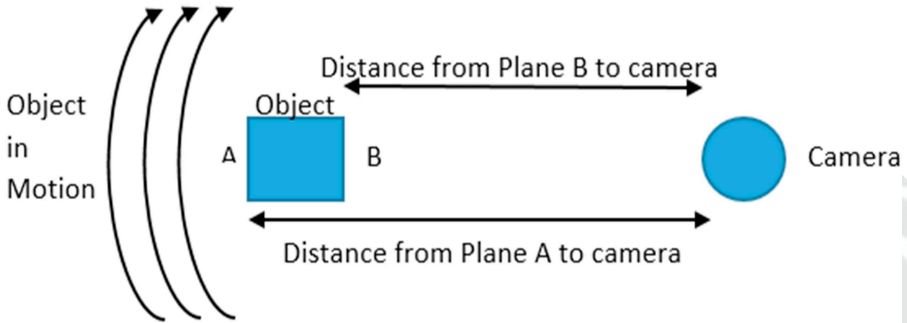 Distance from Plane B to camera
Object
in
Motion
Object
A
B
Camera
Distance from Plane A to camera